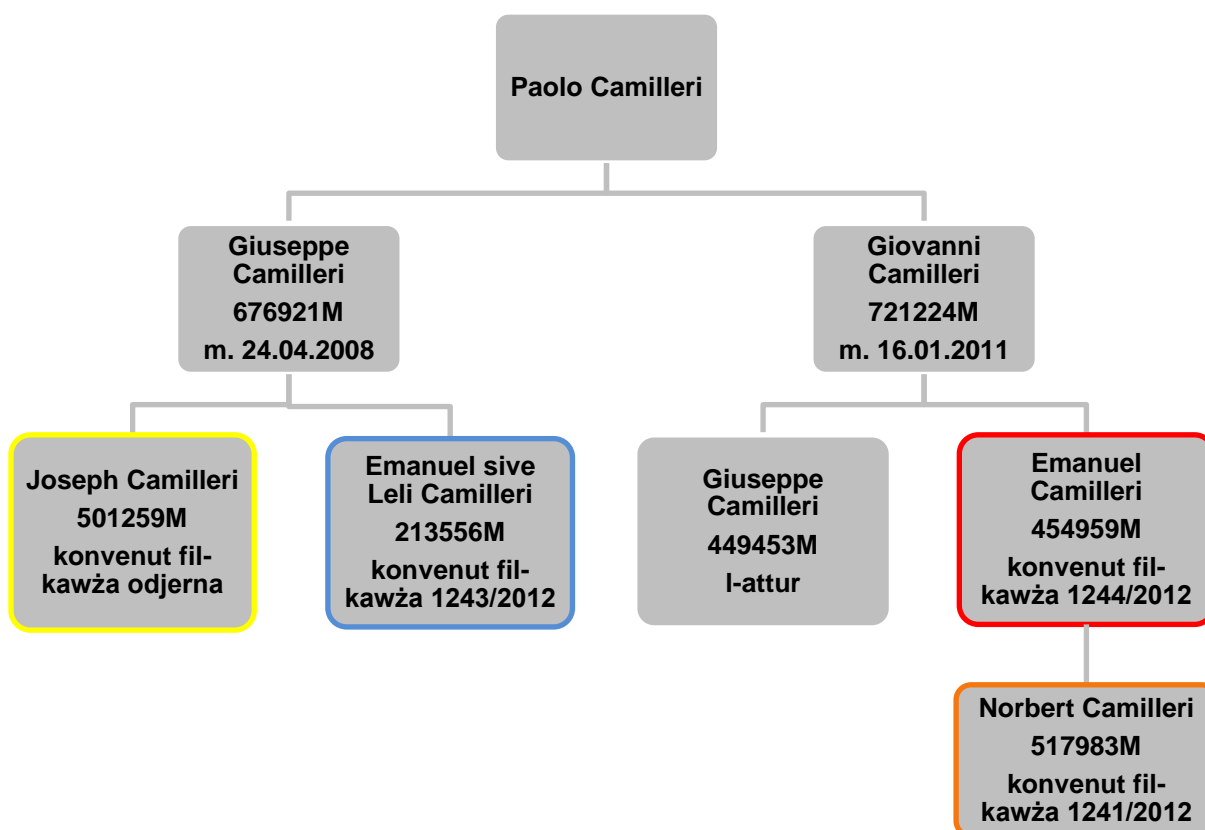 Paolo Camilleri
Giuseppe
Camilleri
676921M
m. 24.04.2008
Giovanni
Camilleri
721224M
m. 16.01.2011
Joseph Camilleri
501259M
konvenut fil-
kawża odjerna
Emanuel sive
Leli Camilleri
213556M
konvenut fil-
kawża 1243/2012
Giuseppe
Camilleri
449453M
l-attur
Emanuel
Camilleri
454959M
konvenut fil-
kawża 1244/2012
Norbert Camilleri
517983M
konvenut fil-
kawża 1241/2012